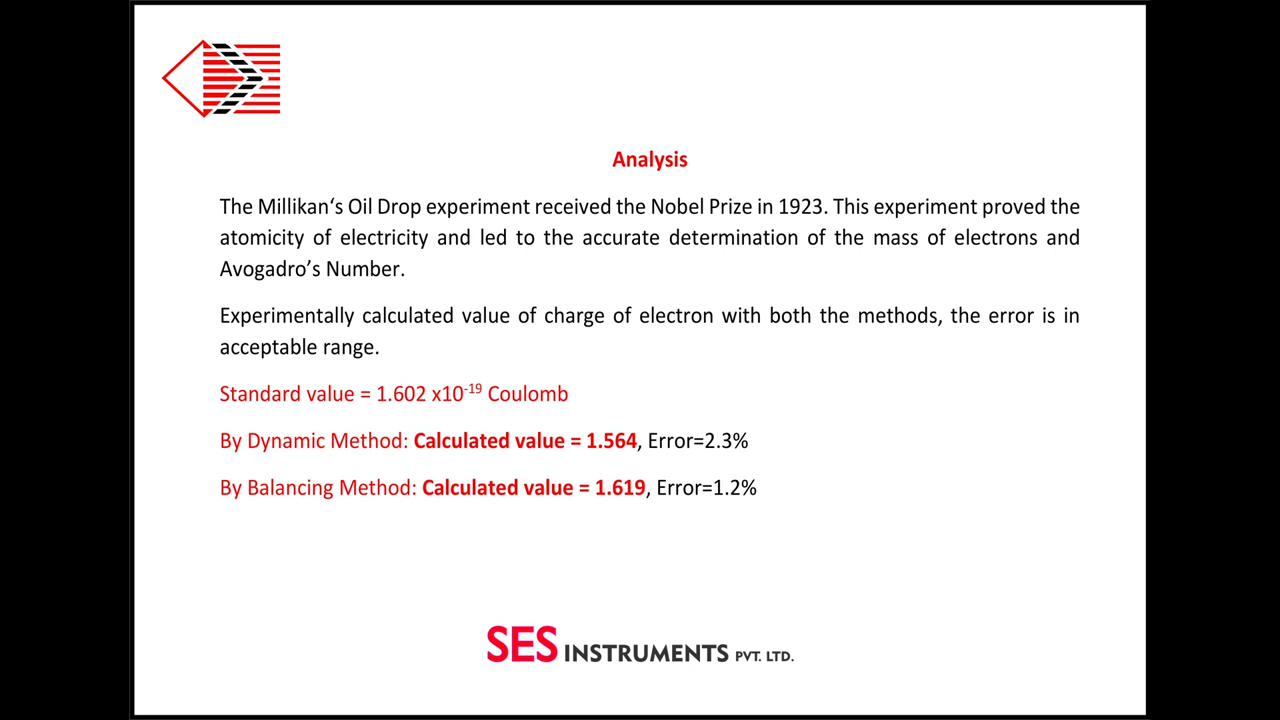 Analysis
The Millikan‘s Oil Drop experiment received the Nobel Prize in 1923. This experiment proved the
atomicity of electricity and led to the accurate determination of the mass of electrons and
Avogadro’s Number.
Experimentally calculated value of charge of electron with both the methods, the error is in
acceptable range.
Standard value = 1.602 x10⁻¹⁹ Coulomb
By Dynamic Method: Calculated value = 1.564, Error=2.3%
By Balancing Method: Calculated value = 1.619, Error=1.2%
SES INSTRUMENTS PVT. LTD.